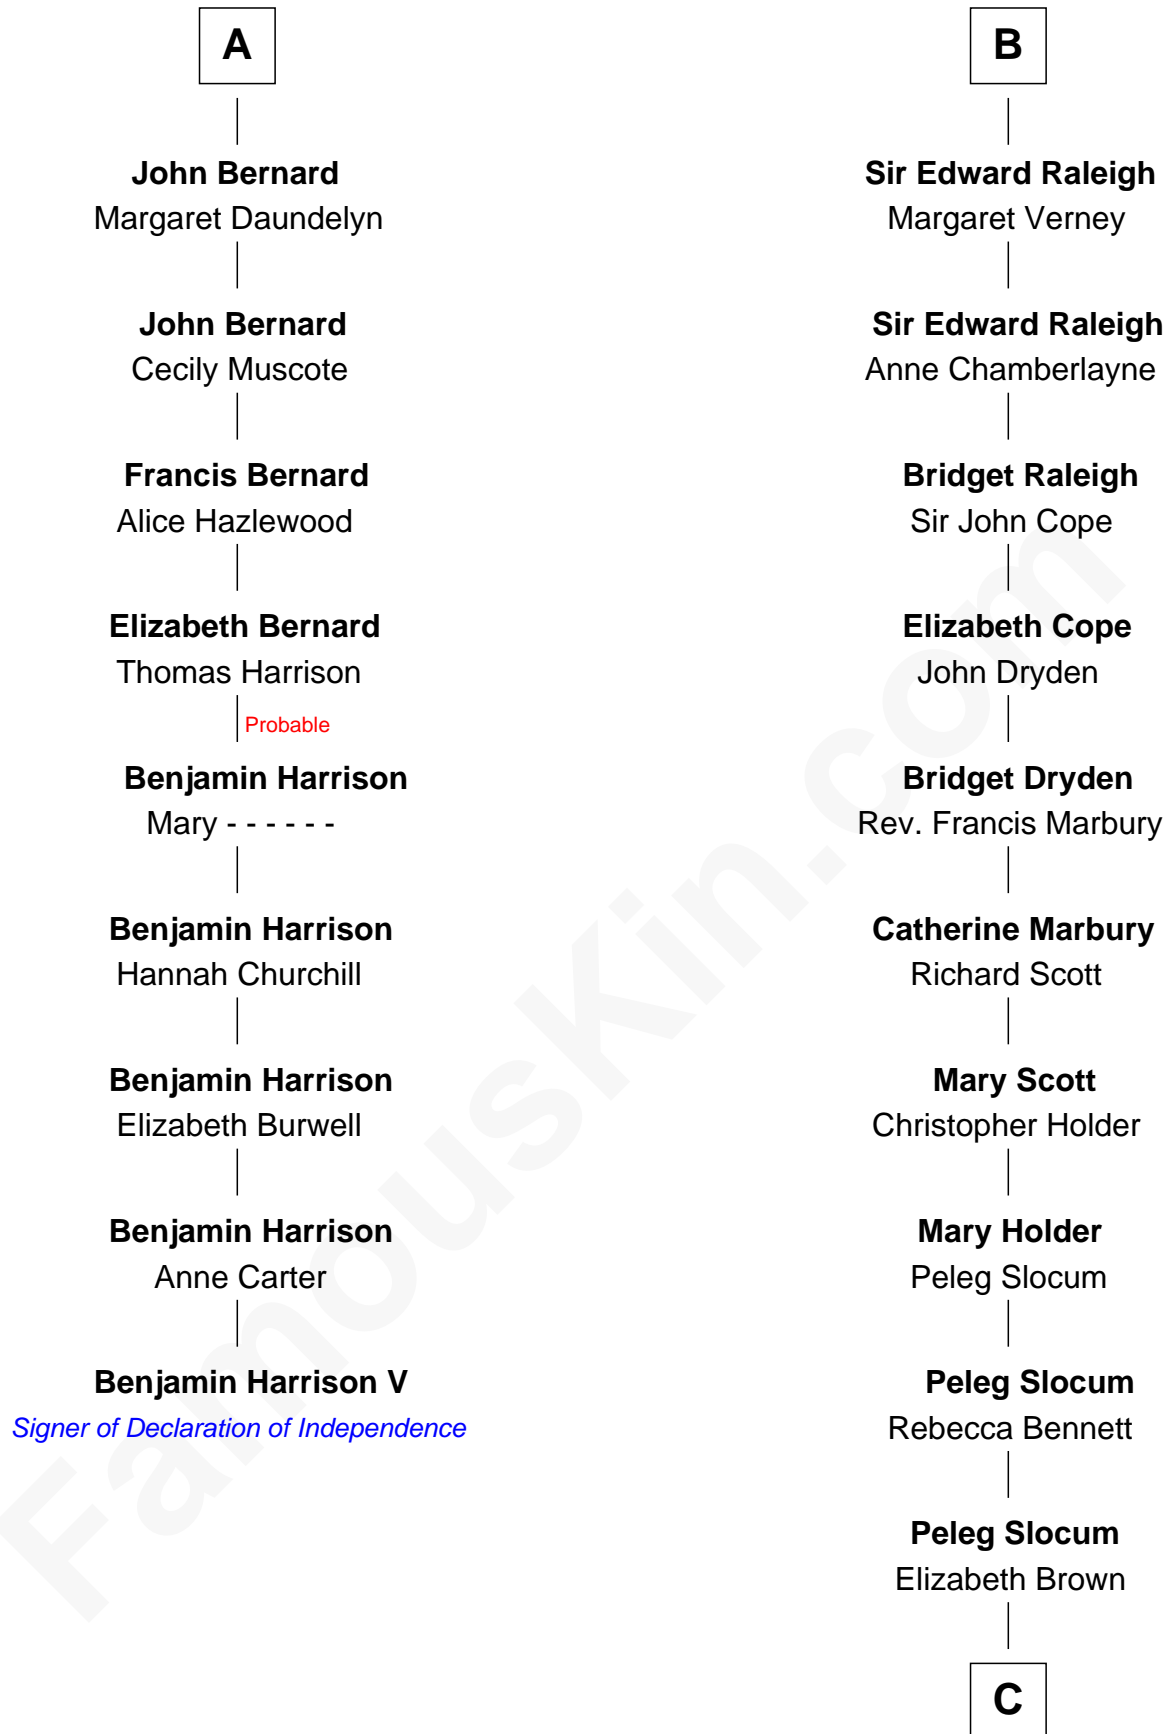 A
John Bernard
Margaret Daundelyn
John Bernard
Cecily Muscote
Francis Bernard
Alice Hazlewood
Elizabeth Bernard
Thomas Harrison
Probable
Benjamin Harrison
Mary - - - - - -
Benjamin Harrison
Hannah Churchill
Benjamin Harrison
Elizabeth Burwell
Benjamin Harrison
Anne Carter
Benjamin Harrison V
Signer of Declaration of Independence
B
Sir Edward Raleigh
Margaret Verney
Sir Edward Raleigh
Anne Chamberlayne
Bridget Raleigh
Sir John Cope
Elizabeth Cope
John Dryden
Bridget Dryden
Rev. Francis Marbury
Catherine Marbury
Richard Scott
Mary Scott
Christopher Holder
Mary Holder
Peleg Slocum
Peleg Slocum
Rebecca Bennett
Peleg Slocum
Elizabeth Brown
C
FamousKin.com